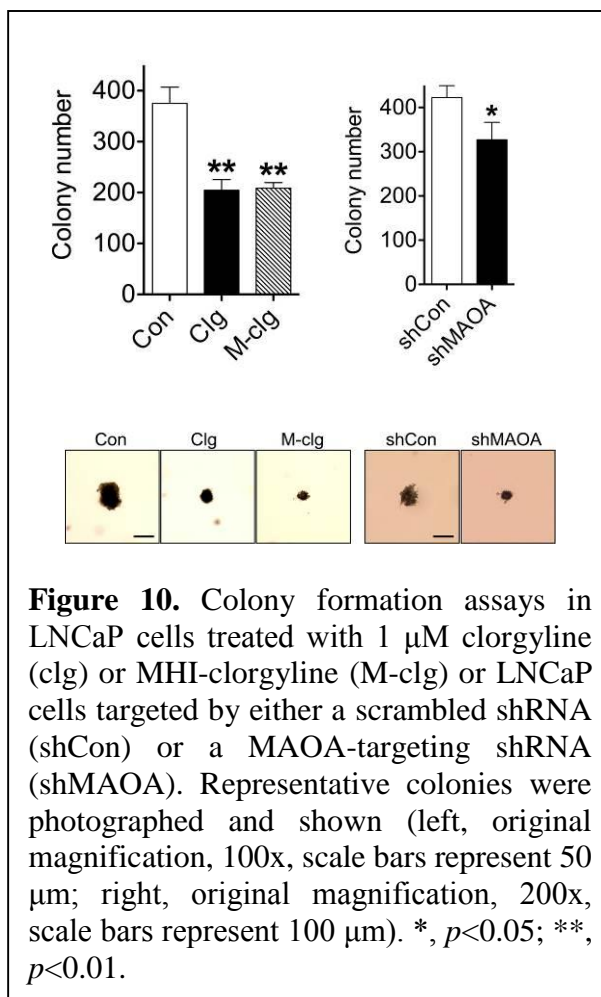 Colony number
400
300
200
100
0
**
**
Con
Clg
M-clg
Colony number
400
300
200
100
0
*
shCon
shMAOA
Con
Clg
M-clg
shCon
shMAOA
Figure 10. Colony formation assays in
LNCaP cells treated with 1 μM clorgyline
(clg) or MHI-clorgyline (M-clg) or LNCaP
cells targeted by either a scrambled shRNA
(shCon) or a MAOA-targeting shRNA
(shMAOA). Representative colonies were
photographed and shown (left, original
magnification, 100x, scale bars represent 50
μm; right, original magnification, 200x,
scale bars represent 100 μm). *, p<0.05; **,
p<0.01.